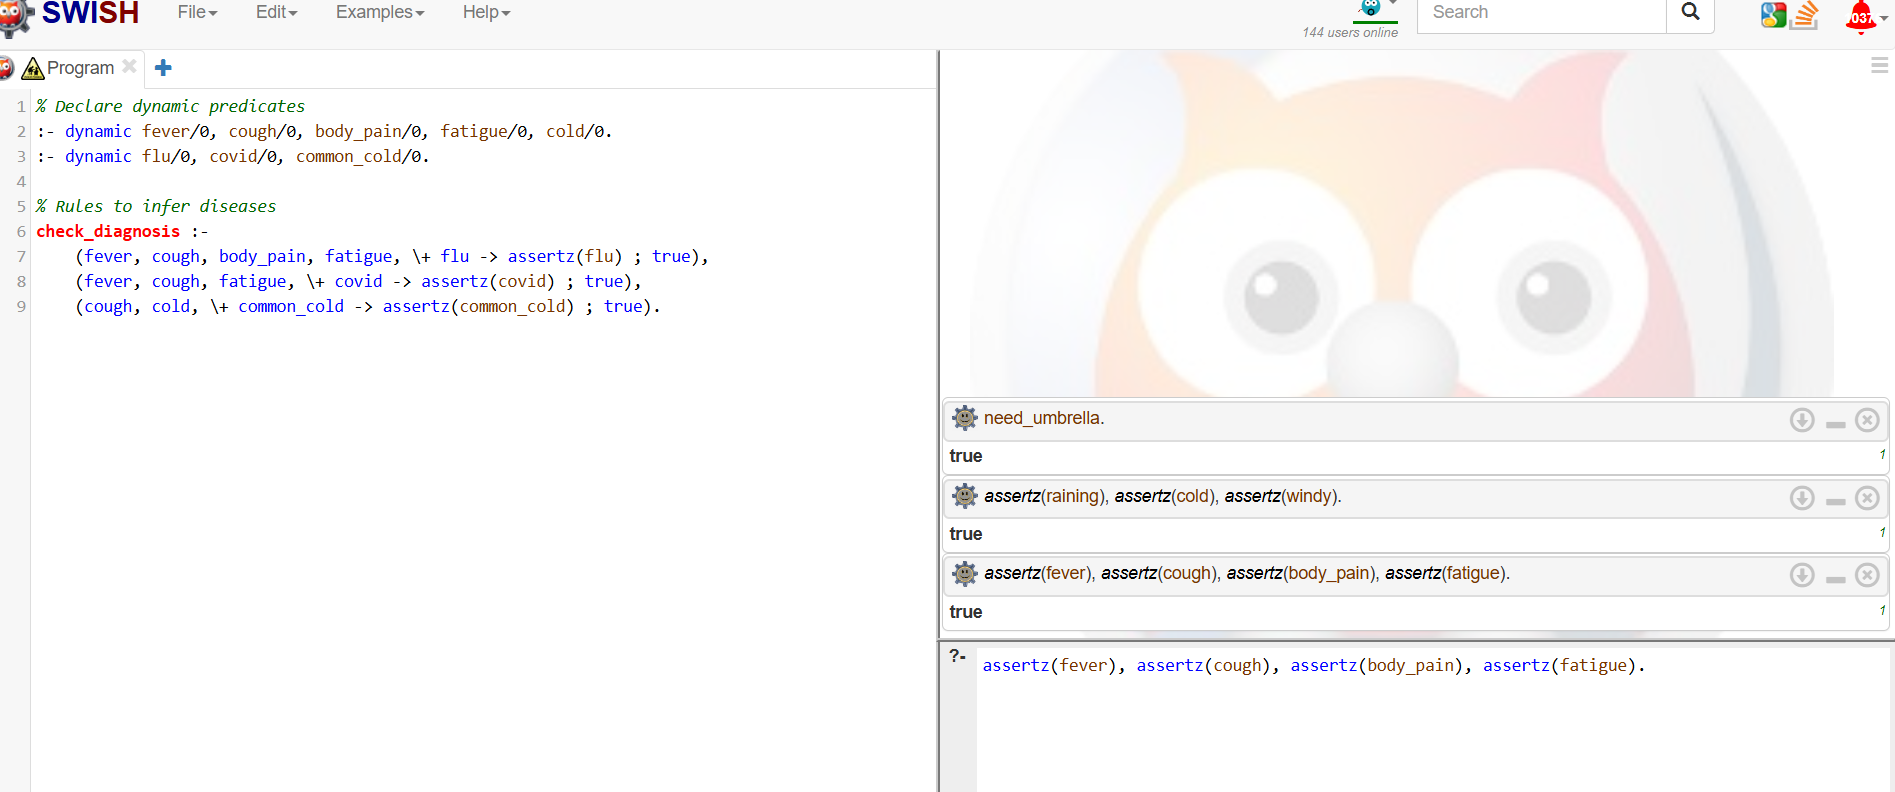 SWISH File Edit Examples Help 144 users online Search 037
Program
1 % Declare dynamic predicates
2 :- dynamic fever/0, cough/0, body_pain/0, fatigue/0, cold/0.
3 :- dynamic flu/0, covid/0, common_cold/0.
4
5 % Rules to infer diseases
6 check_diagnosis :-
7 (fever, cough, body_pain, fatigue, \+ flu -> assertz(flu) ; true),
8 (fever, cough, fatigue, \+ covid -> assertz(covid) ; true),
9 (cough, cold, \+ common_cold -> assertz(common_cold) ; true).
need_umbrella.
true 1
assertz(raining), assertz(cold), assertz(windy).
true 1
assertz(fever), assertz(cough), assertz(body_pain), assertz(fatigue).
true 1
?- assertz(fever), assertz(cough), assertz(body_pain), assertz(fatigue).